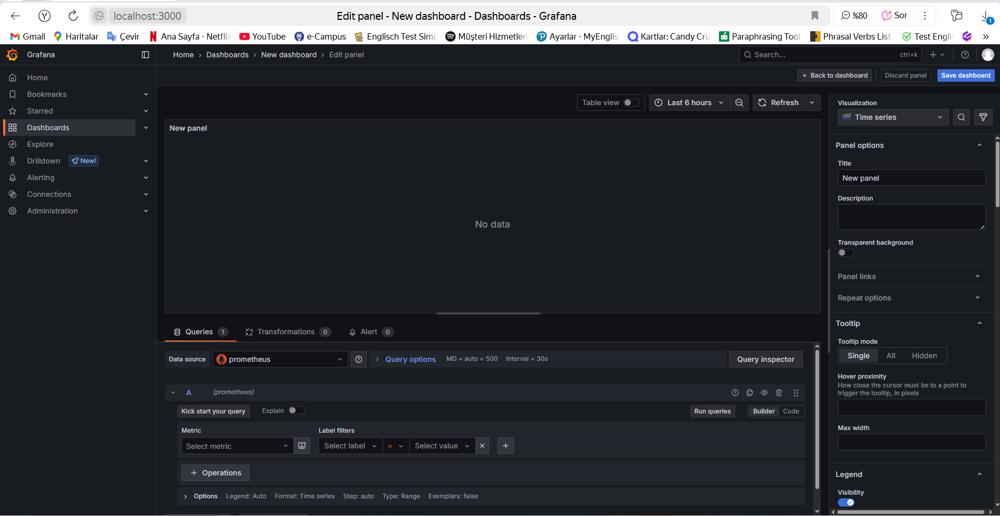 localhost:3000
Edit panel - New dashboard - Dashboards - Grafana
%80
Sor
1
Gmail
Haritalar
Çevir
Ana Sayfa - Netflix
YouTube
e-Campus
Englisch Test Sim
Müşteri Hizmetleri
Ayarlar - MyEnglis
Kartlar: Candy Cru
Paraphrasing Tool
Phrasal Verbs List
Test Engli
»
Grafana
Home › Dashboards › New dashboard › Edit panel
Search...
ctrl+k
Home
Bookmarks
Starred
Dashboards
Explore
Drilldown
New!
Alerting
Connections
Administration
Back to dashboard
Discard panel
Save dashboard
Table view
Last 6 hours
Refresh
New panel
No data
Queries 1
Transformations 0
Alert 0
Data source
prometheus
Query options
MD = auto = 500
Interval = 30s
Query inspector
A
(prometheus)
Kick start your query
Explain
Run queries
Builder
Code
Metric
Label filters
Select metric
Select label
=
Select value
+ Operations
Options
Legend: Auto
Format: Time series
Step: auto
Type: Range
Exemplars: false
Visualization
Time series
Panel options
Title
New panel
Description
Transparent background
Panel links
Repeat options
Tooltip
Tooltip mode
Single
All
Hidden
Hover proximity
How close the cursor must be to a point to
trigger the tooltip, in pixels
Max width
Legend
Visibility